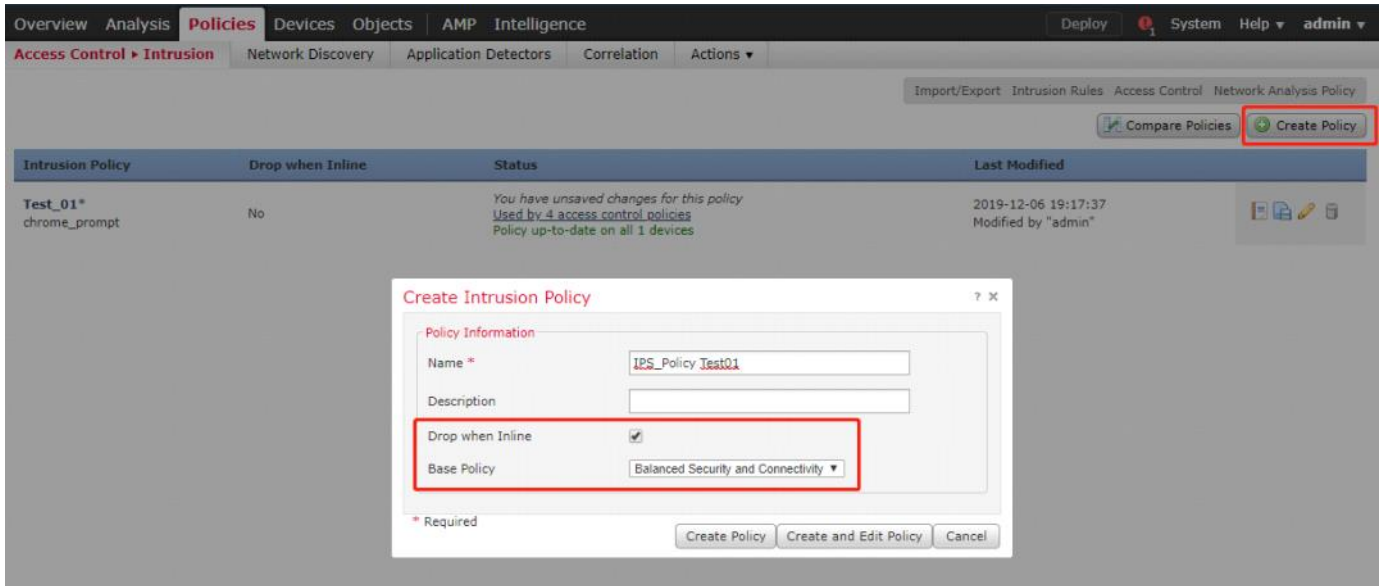 Overview Analysis Policies Devices Objects AMP Intelligence Deploy 1 System Help ▾ admin ▾
Access Control ▸ Intrusion Network Discovery Application Detectors Correlation Actions ▾
Import/Export Intrusion Rules Access Control Network Analysis Policy
Compare Policies Create Policy
Intrusion Policy Drop when Inline Status Last Modified
Test_01*
chrome_prompt
No
You have unsaved changes for this policy
Used by 4 access control policies
Policy up-to-date on all 1 devices
2019-12-06 19:17:37
Modified by "admin"
Create Intrusion Policy ? ×
Policy Information
Name * IPS_Policy Test01
Description
Drop when Inline
Base Policy Balanced Security and Connectivity ▼
* Required
Create Policy Create and Edit Policy Cancel